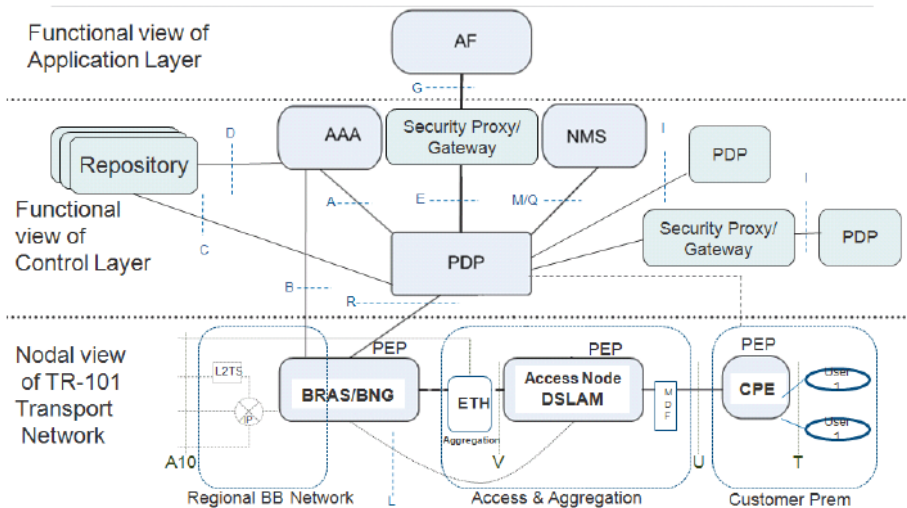 Functional view of
Application Layer
AF
G
D
AAA
Security Proxy/
Gateway
NMS
I
PDP
Repository
A
E
M/Q
I
Functional
view of
Control Layer
C
Security Proxy/
Gateway
PDP
PDP
B
R
Nodal view
of TR-101
Transport
Network
PEP
PEP
PEP
L2TS
BRAS/BNG
ETH
Access Node
DSLAM
M
D
F
CPE
User
1
IP
Aggregation
User
1
A10
V
U
T
Regional BB Network
L
Access & Aggregation
Customer Prem